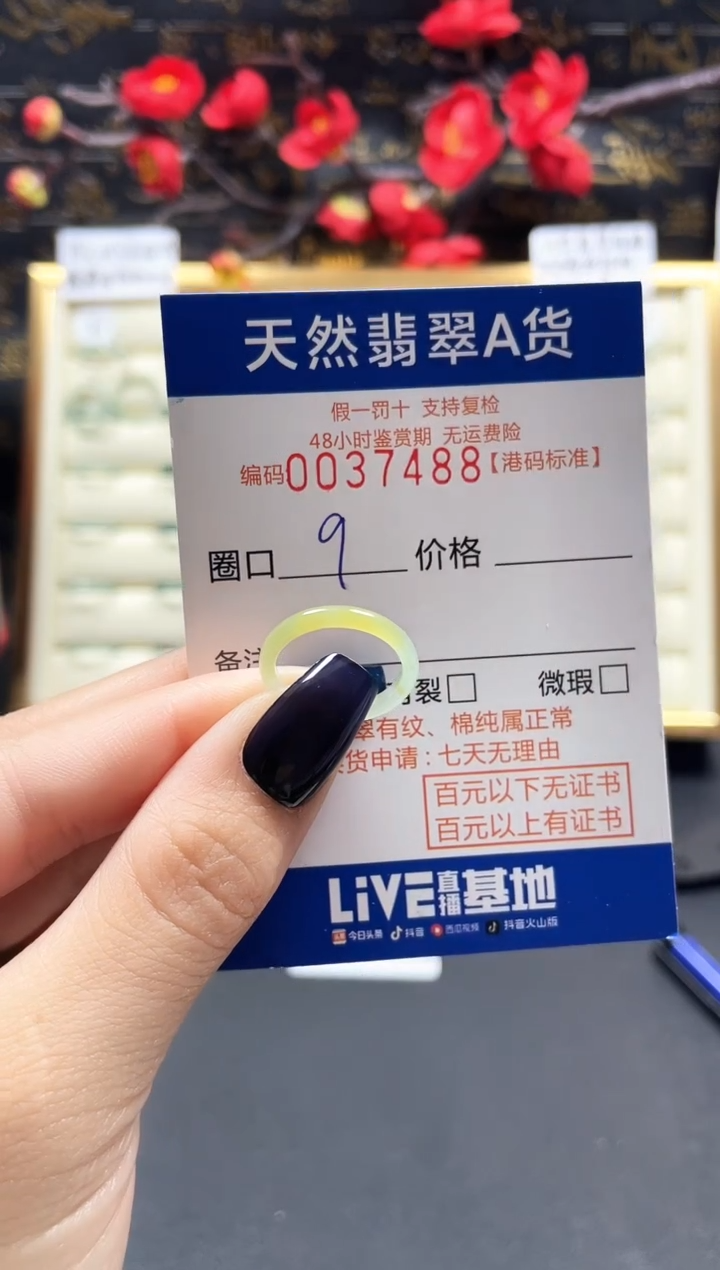 天然翡翠A货
假一罚十 支持复检
48小时鉴赏期 无运费险
编码0037488【港码标准】
圈口 9 价格
备注
裂□ 微瑕□
翠有纹、棉纯属正常
货申请:七天无理由
百元以下无证书
百元以上有证书
LiVE直播基地
今日头条 抖音 西瓜视频 抖音火山版